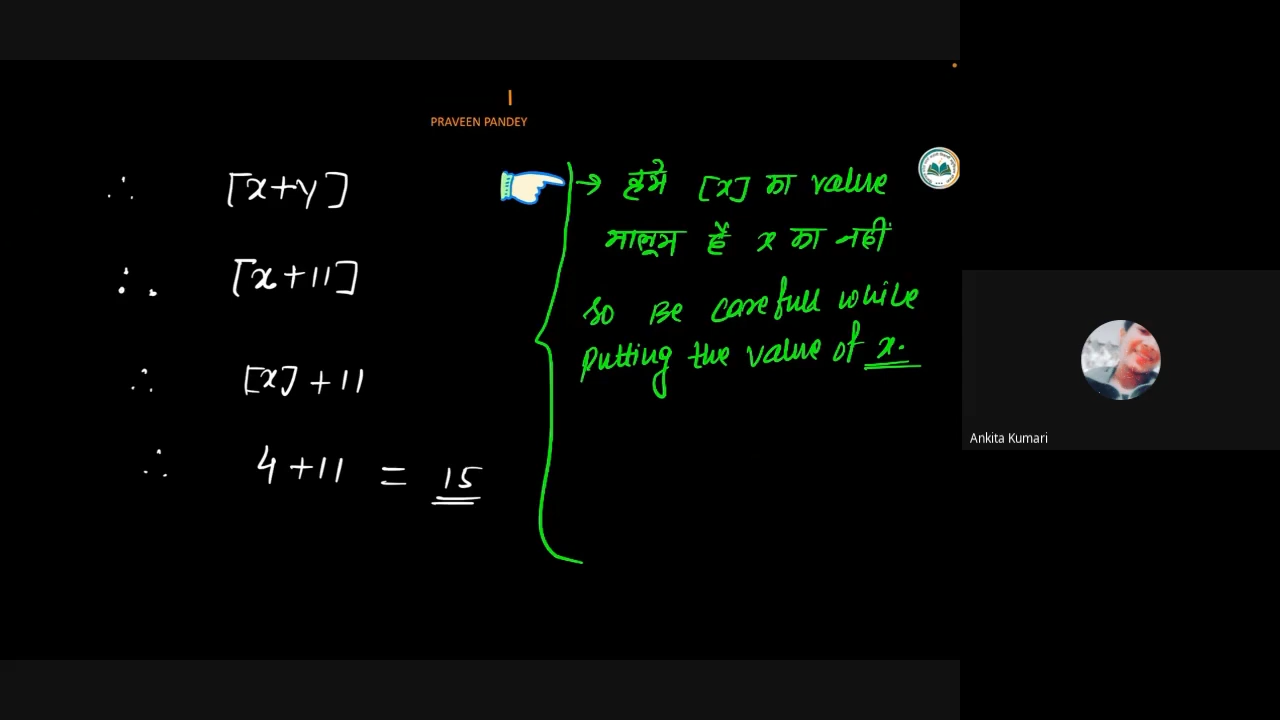 PRAVEEN PANDEY
∴ [x+y]
∴ [x+11]
∴ [x]+11
∴ 4+11 = 15
→ हमे [x] का value
मालूम है x का नहीं
So Be carefull while
putting the value of x.
Ankita Kumari